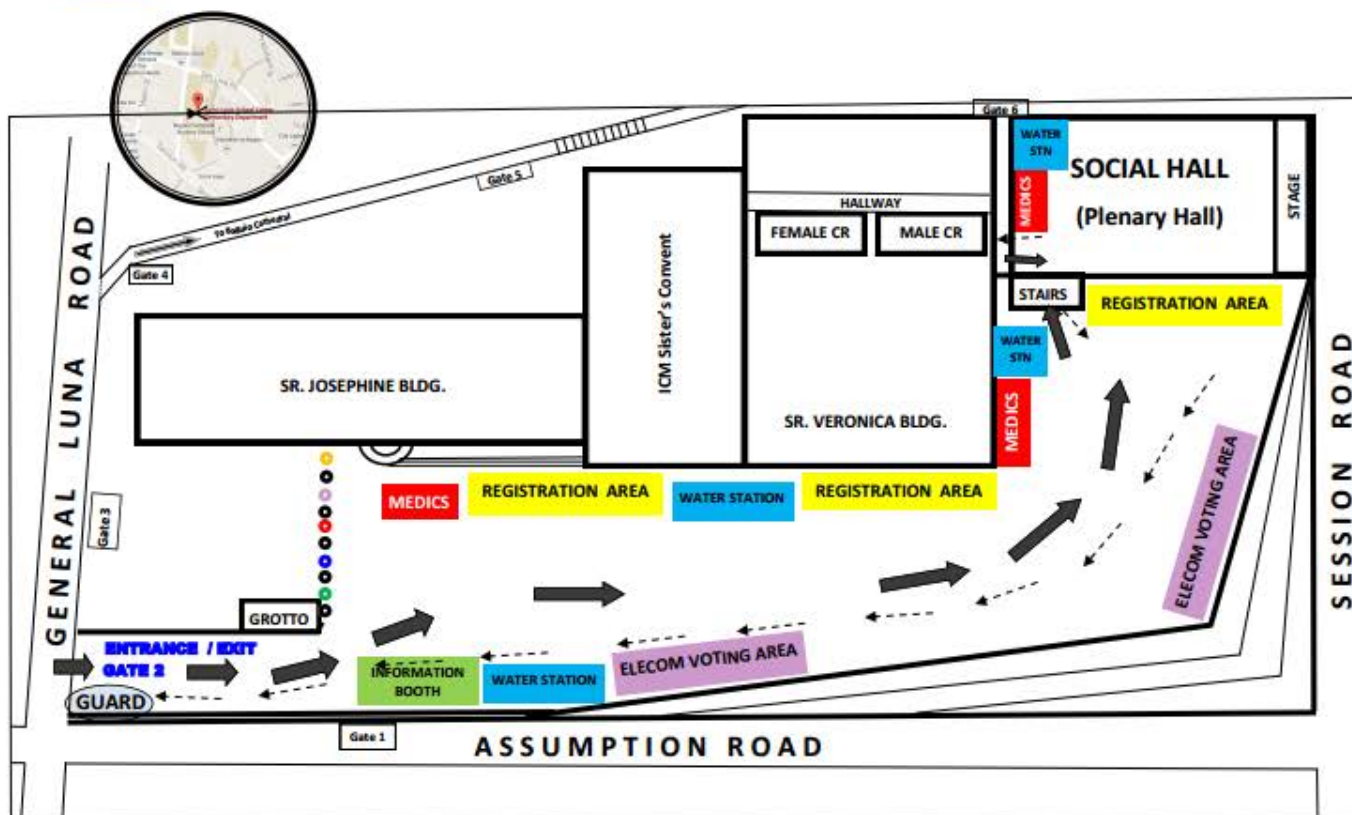 Gate 6
WATER
STN
MEDICS
SOCIAL HALL
(Plenary Hall)
STAGE
Gate 5
HALLWAY
FEMALE CR
MALE CR
To Baguio Cathedral
Gate 4
STAIRS
REGISTRATION AREA
GENERAL LUNA ROAD
SR. JOSEPHINE BLDG.
ICM Sister's Convent
SR. VERONICA BLDG.
WATER
STN
MEDICS
SESSION ROAD
ELECOM VOTING AREA
MEDICS
REGISTRATION AREA
WATER STATION
REGISTRATION AREA
Gate 3
GROTTO
ENTRANCE / EXIT
GATE 2
GUARD
INFORMATION
BOOTH
WATER STATION
ELECOM VOTING AREA
Gate 1
ASSUMPTION ROAD